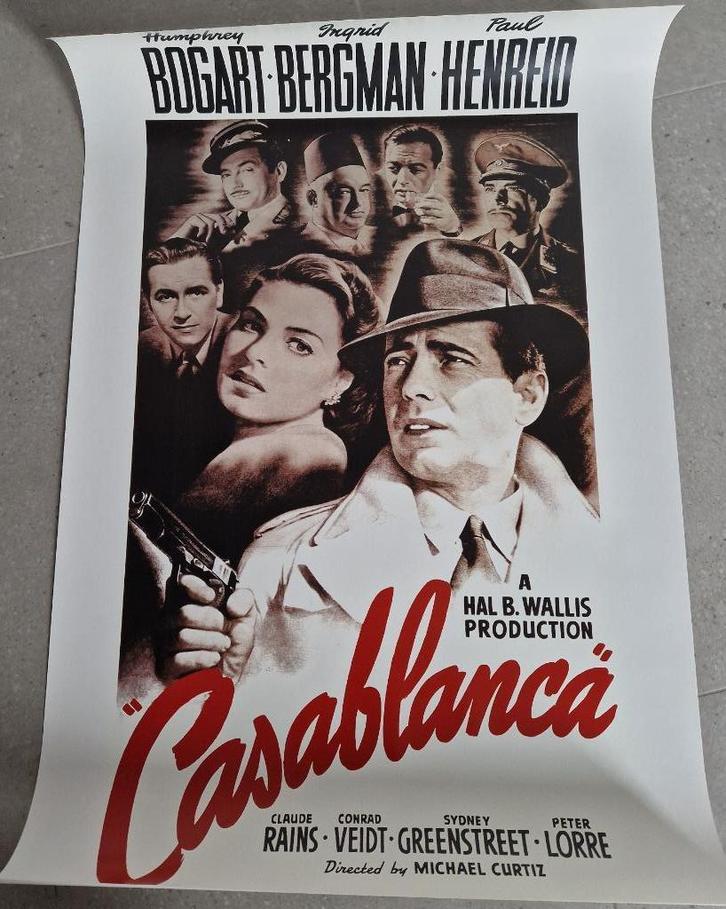 Humphrey Ingrid Paul
BOGART · BERGMAN · HENREID
A
HAL B. WALLIS
PRODUCTION
"Casablanca"
CLAUDE CONRAD SYDNEY PETER
RAINS · VEIDT · GREENSTREET · LORRE
Directed by MICHAEL CURTIZ